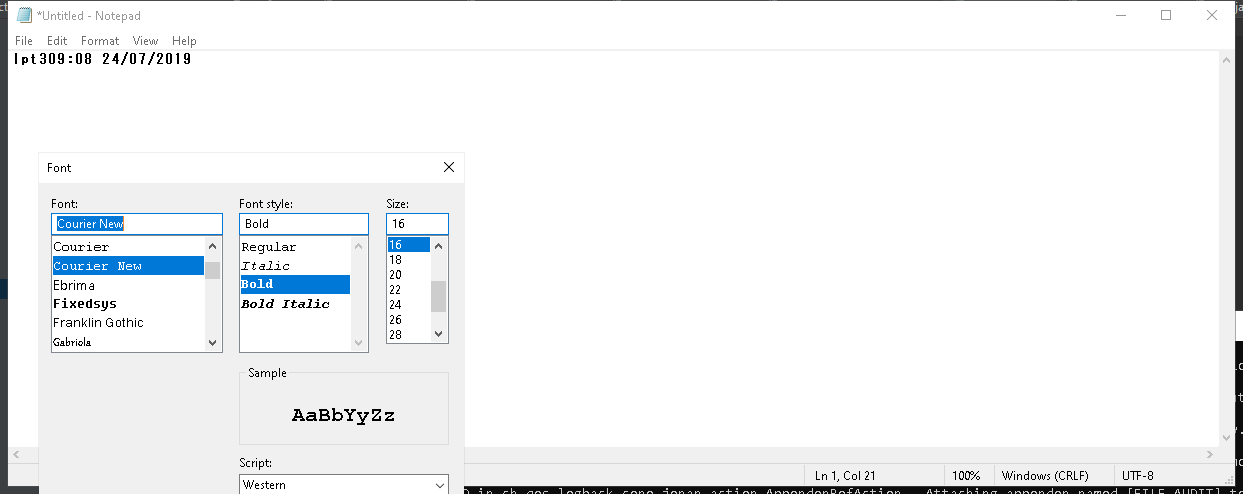 *Untitled - Notepad
File Edit Format View Help
lpt309:08 24/07/2019
Font
Font: Font style: Size:
Courier New Bold 16
Courier Regular 16
Courier New Italic 18
Ebrima Bold 20
Fixedsys Bold Italic 22
Franklin Gothic 24
Gabriola 26
28
Sample
AaBbYyZz
Script:
Western
Ln 1, Col 21 100% Windows (CRLF) UTF-8